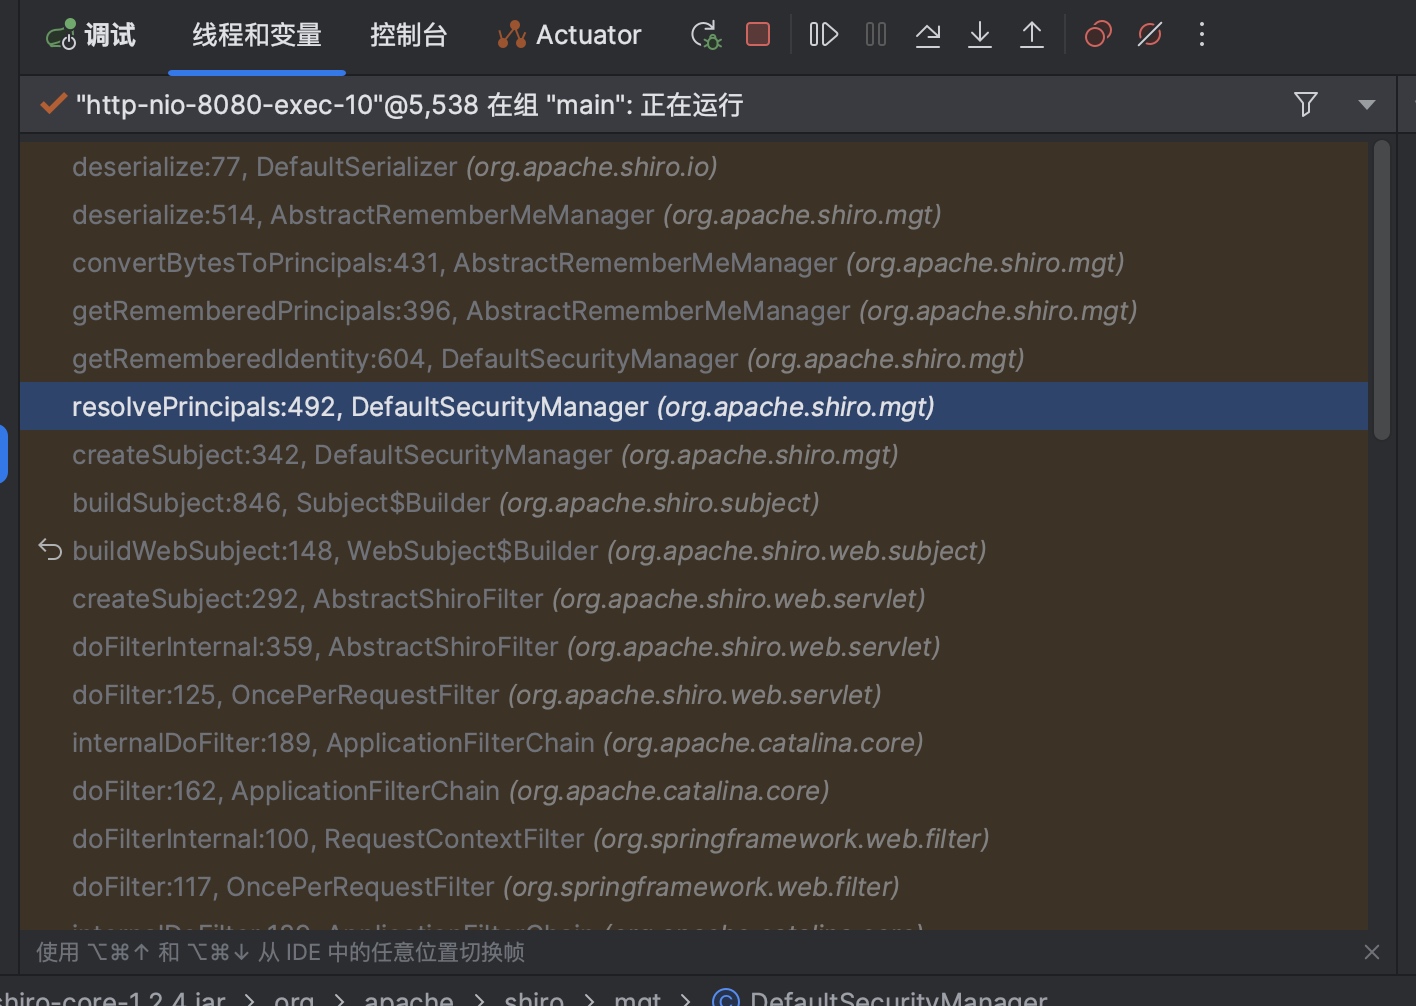 调试 线程和变量 控制台 Actuator
"http-nio-8080-exec-10"@5,538 在组 "main": 正在运行
deserialize:77, DefaultSerializer (org.apache.shiro.io)
deserialize:514, AbstractRememberMeManager (org.apache.shiro.mgt)
convertBytesToPrincipals:431, AbstractRememberMeManager (org.apache.shiro.mgt)
getRememberedPrincipals:396, AbstractRememberMeManager (org.apache.shiro.mgt)
getRememberedIdentity:604, DefaultSecurityManager (org.apache.shiro.mgt)
resolvePrincipals:492, DefaultSecurityManager (org.apache.shiro.mgt)
createSubject:342, DefaultSecurityManager (org.apache.shiro.mgt)
buildSubject:846, Subject$Builder (org.apache.shiro.subject)
buildWebSubject:148, WebSubject$Builder (org.apache.shiro.web.subject)
createSubject:292, AbstractShiroFilter (org.apache.shiro.web.servlet)
doFilterInternal:359, AbstractShiroFilter (org.apache.shiro.web.servlet)
doFilter:125, OncePerRequestFilter (org.apache.shiro.web.servlet)
internalDoFilter:189, ApplicationFilterChain (org.apache.catalina.core)
doFilter:162, ApplicationFilterChain (org.apache.catalina.core)
doFilterInternal:100, RequestContextFilter (org.springframework.web.filter)
doFilter:117, OncePerRequestFilter (org.springframework.web.filter)
internalDoFilter:189, ApplicationFilterChain (org.apache.catalina.core)
使用 ⌥⌘↑ 和 ⌥⌘↓ 从 IDE 中的任意位置切换帧
shiro-core-1.2.4.jar > org > apache > shiro > mgt > DefaultSecurityManager